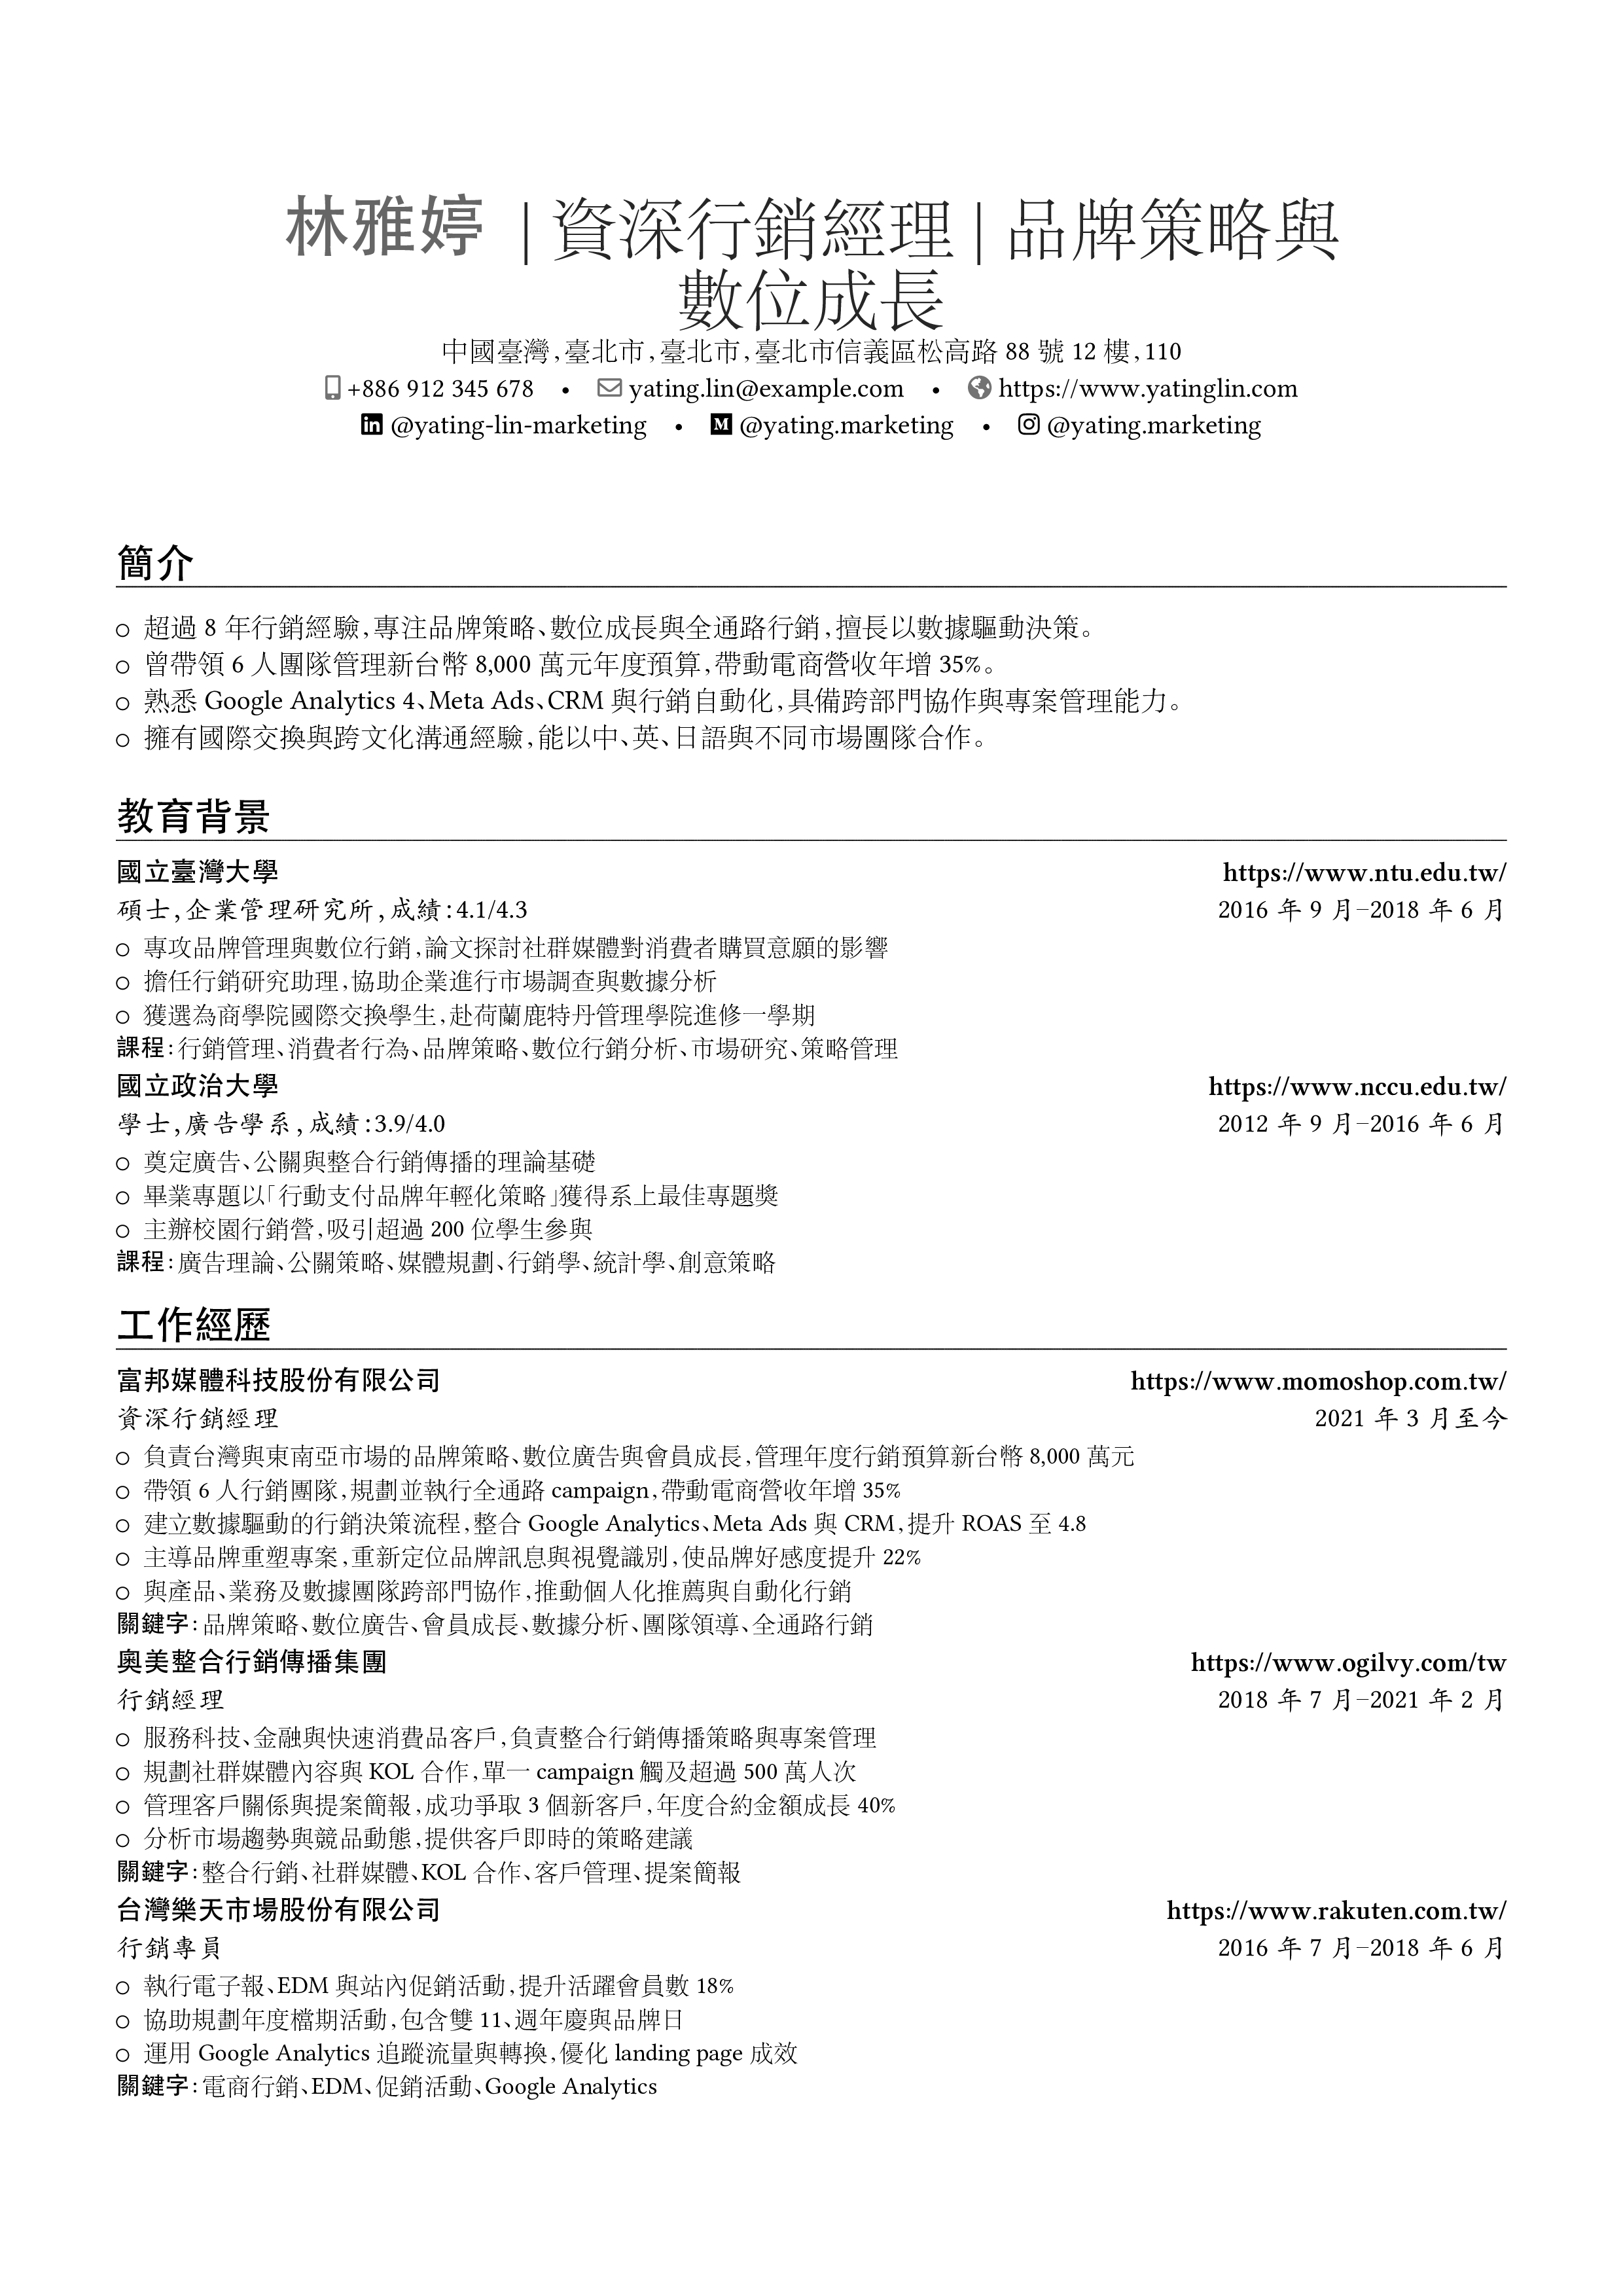 林雅婷 | 資深行銷經理 | 品牌策略與
數位成長
中國臺灣,臺北市,臺北市,臺北市信義區松高路 88 號 12 樓,110
+886 912 345 678 • yating.lin@example.com • https://www.yatinglin.com
@yating-lin-marketing • @yating.marketing • @yating.marketing
簡介
○ 超過 8 年行銷經驗,專注品牌策略、數位成長與全通路行銷,擅長以數據驅動決策。
○ 曾帶領 6 人團隊管理新台幣 8,000 萬元年度預算,帶動電商營收年增 35%。
○ 熟悉 Google Analytics 4、Meta Ads、CRM 與行銷自動化,具備跨部門協作與專案管理能力。
○ 擁有國際交換與跨文化溝通經驗,能以中、英、日語與不同市場團隊合作。
教育背景
國立臺灣大學 https://www.ntu.edu.tw/
碩士,企業管理研究所,成績:4.1/4.3 2016 年 9 月–2018 年 6 月
○ 專攻品牌管理與數位行銷,論文探討社群媒體對消費者購買意願的影響
○ 擔任行銷研究助理,協助企業進行市場調查與數據分析
○ 獲選為商學院國際交換學生,赴荷蘭鹿特丹管理學院進修一學期
課程:行銷管理、消費者行為、品牌策略、數位行銷分析、市場研究、策略管理
國立政治大學 https://www.nccu.edu.tw/
學士,廣告學系,成績:3.9/4.0 2012 年 9 月–2016 年 6 月
○ 奠定廣告、公關與整合行銷傳播的理論基礎
○ 畢業專題以「行動支付品牌年輕化策略」獲得系上最佳專題獎
○ 主辦校園行銷營,吸引超過 200 位學生參與
課程:廣告理論、公關策略、媒體規劃、行銷學、統計學、創意策略
工作經歷
富邦媒體科技股份有限公司 https://www.momoshop.com.tw/
資深行銷經理 2021 年 3 月至今
○ 負責台灣與東南亞市場的品牌策略、數位廣告與會員成長,管理年度行銷預算新台幣 8,000 萬元
○ 帶領 6 人行銷團隊,規劃並執行全通路 campaign,帶動電商營收年增 35%
○ 建立數據驅動的行銷決策流程,整合 Google Analytics、Meta Ads 與 CRM,提升 ROAS 至 4.8
○ 主導品牌重塑專案,重新定位品牌訊息與視覺識別,使品牌好感度提升 22%
○ 與產品、業務及數據團隊跨部門協作,推動個人化推薦與自動化行銷
關鍵字:品牌策略、數位廣告、會員成長、數據分析、團隊領導、全通路行銷
奧美整合行銷傳播集團 https://www.ogilvy.com/tw
行銷經理 2018 年 7 月–2021 年 2 月
○ 服務科技、金融與快速消費品客戶,負責整合行銷傳播策略與專案管理
○ 規劃社群媒體內容與 KOL 合作,單一 campaign 觸及超過 500 萬人次
○ 管理客戶關係與提案簡報,成功爭取 3 個新客戶,年度合約金額成長 40%
○ 分析市場趨勢與競品動態,提供客戶即時的策略建議
關鍵字:整合行銷、社群媒體、KOL 合作、客戶管理、提案簡報
台灣樂天市場股份有限公司 https://www.rakuten.com.tw/
行銷專員 2016 年 7 月–2018 年 6 月
○ 執行電子報、EDM 與站內促銷活動,提升活躍會員數 18%
○ 協助規劃年度檔期活動,包含雙 11、週年慶與品牌日
○ 運用 Google Analytics 追蹤流量與轉換,優化 landing page 成效
關鍵字:電商行銷、EDM、促銷活動、Google Analytics